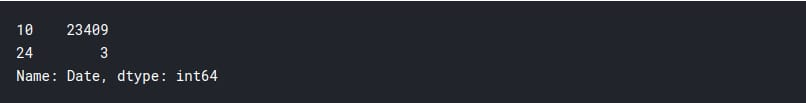 10    23409
24        3
Name: Date, dtype: int64